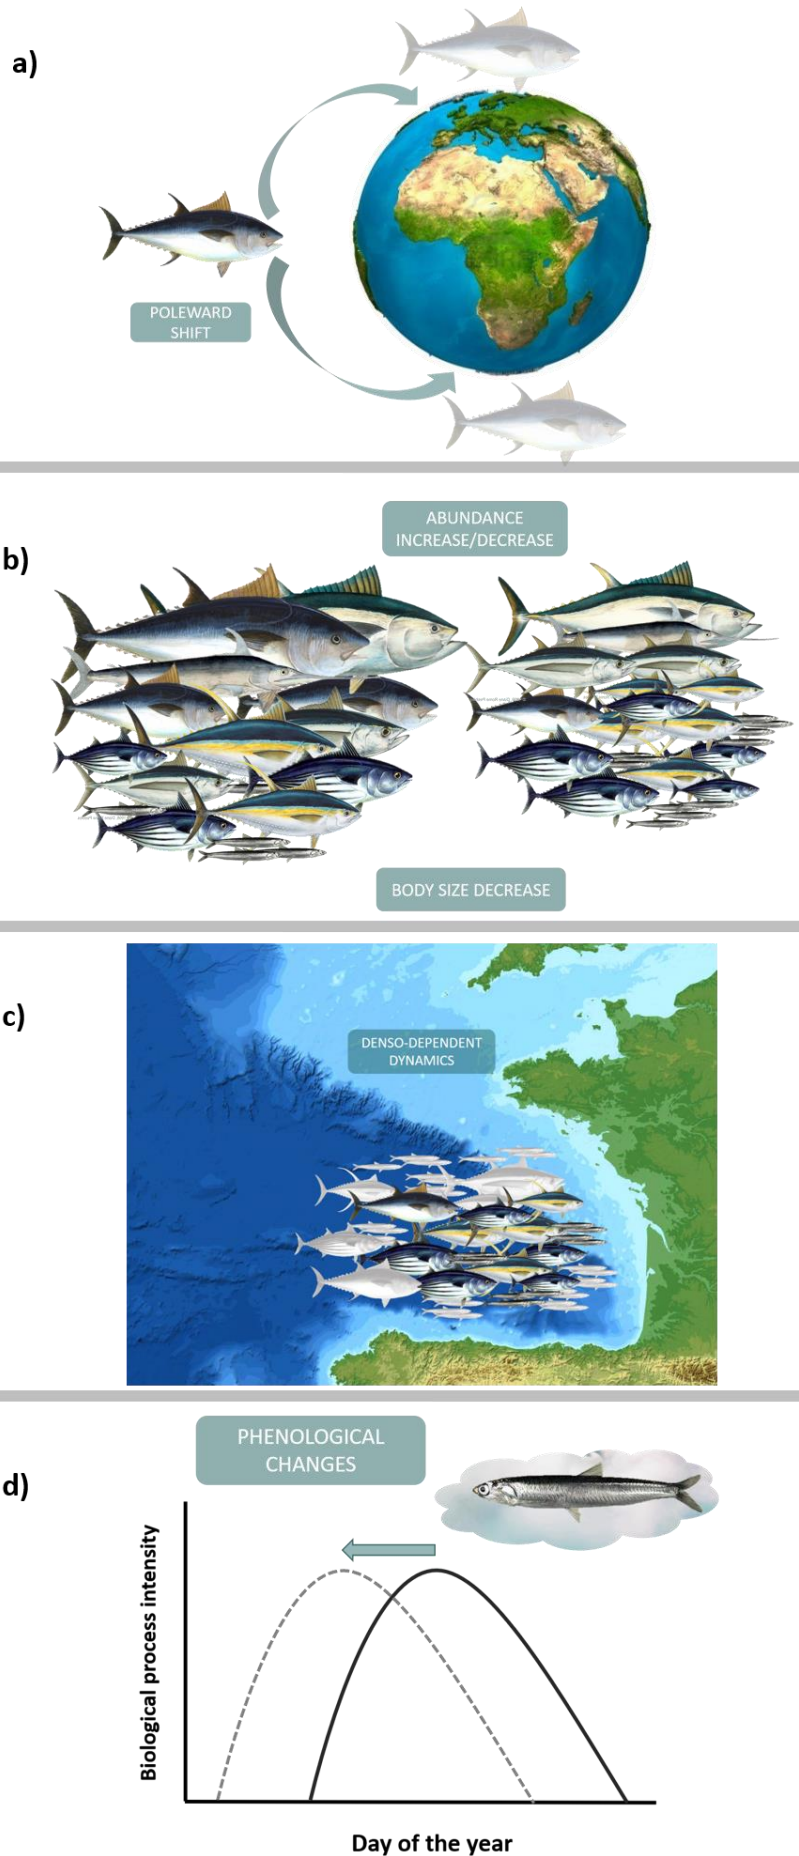 a)
POLEWARD
SHIFT
ABUNDANCE
INCREASE/DECREASE
b)
BODY SIZE DECREASE
c)
DENSO-DEPENDENT
DYNAMICS
PHENOLOGICAL
CHANGES
d)
Biological process intensity
Day of the year